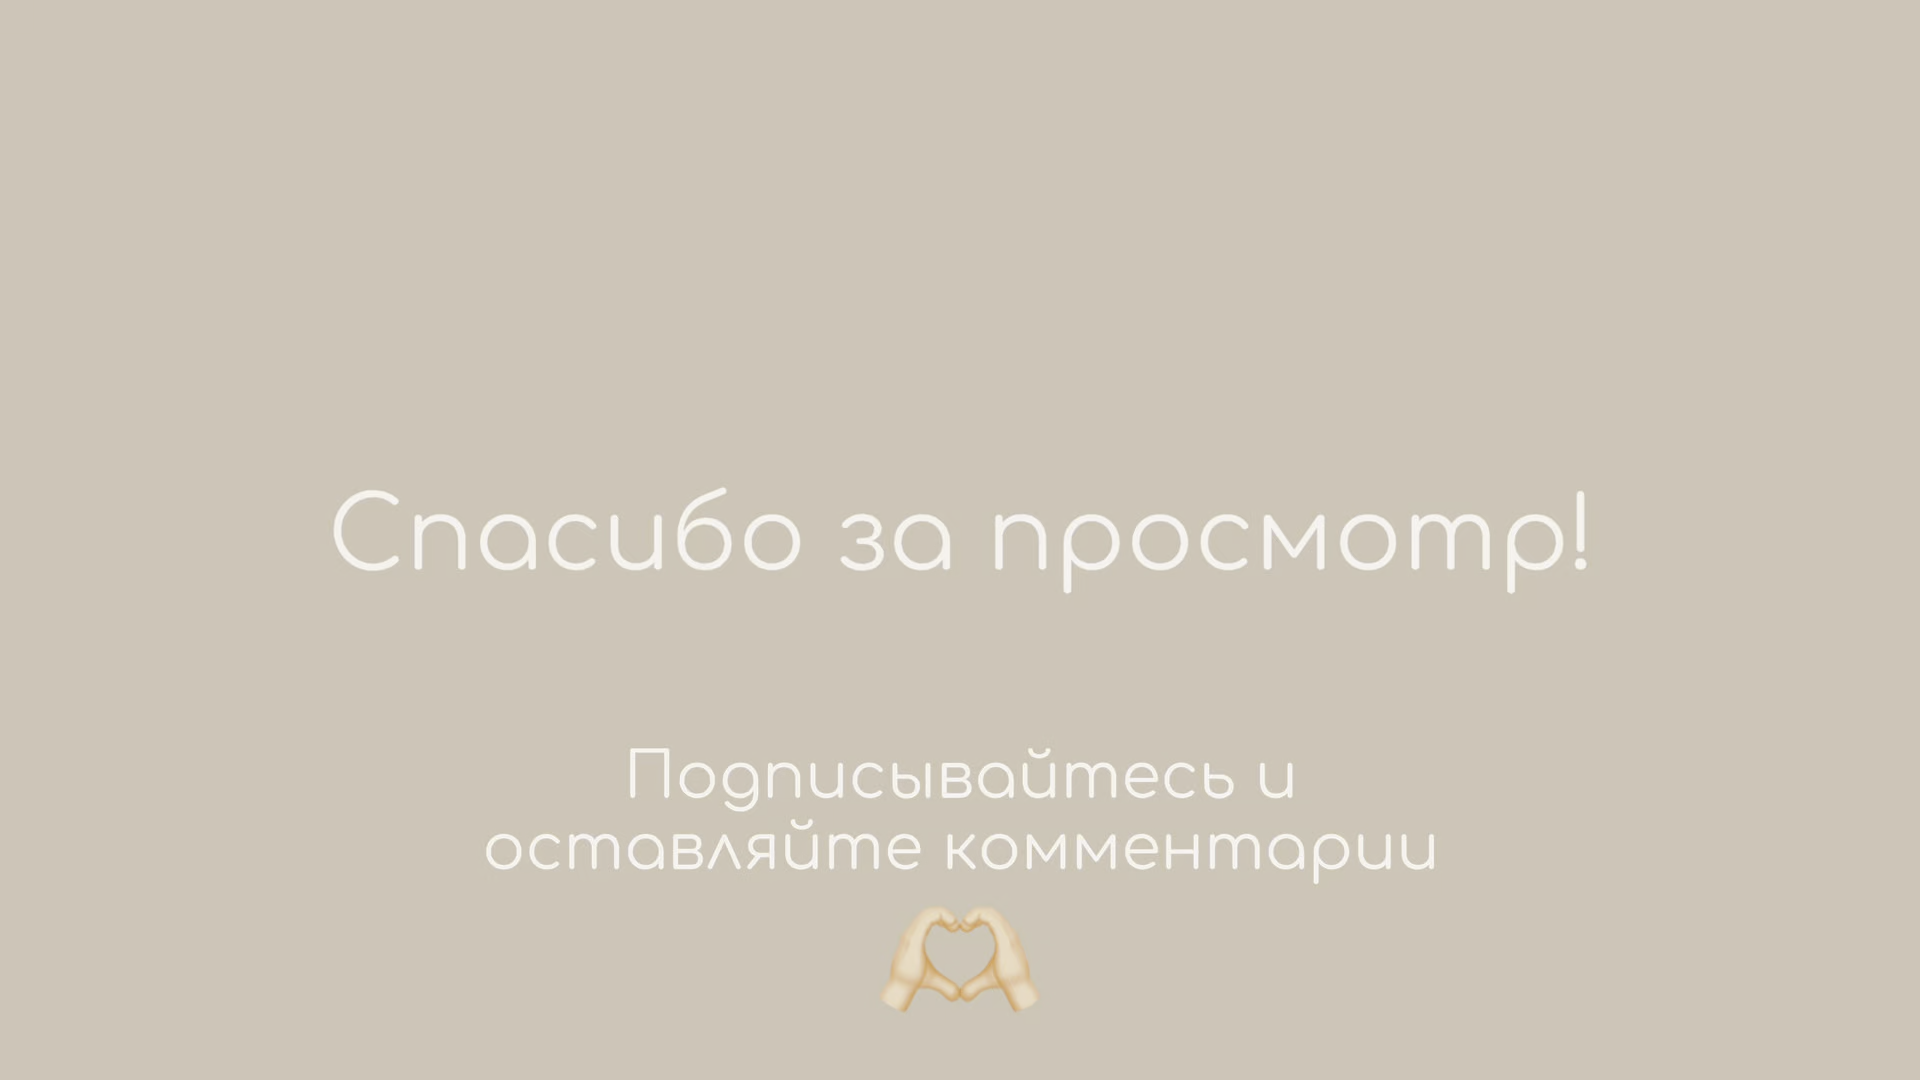 Спасибо за просмотр!
Подписывайтесь и
оставляйте комментарии